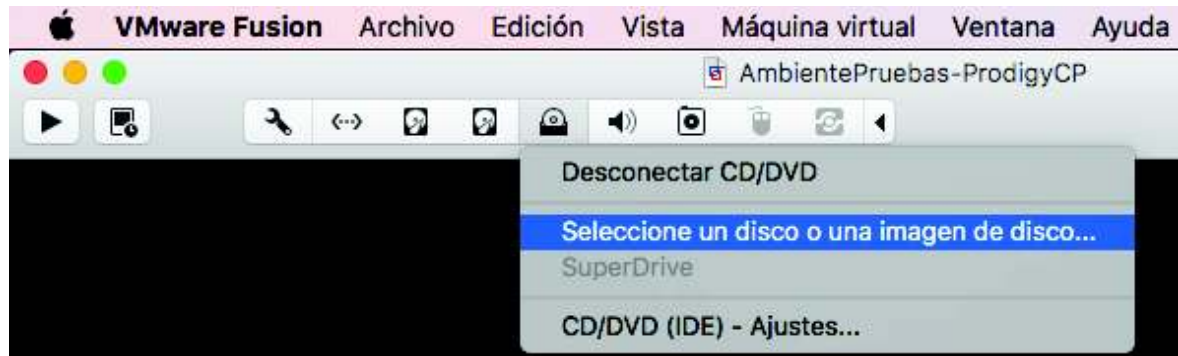 VMware Fusion Archivo Edición Vista Máquina virtual Ventana Ayuda
AmbientePruebas-ProdigyCP
Desconectar CD/DVD
Seleccione un disco o una imagen de disco...
SuperDrive
CD/DVD (IDE) - Ajustes...